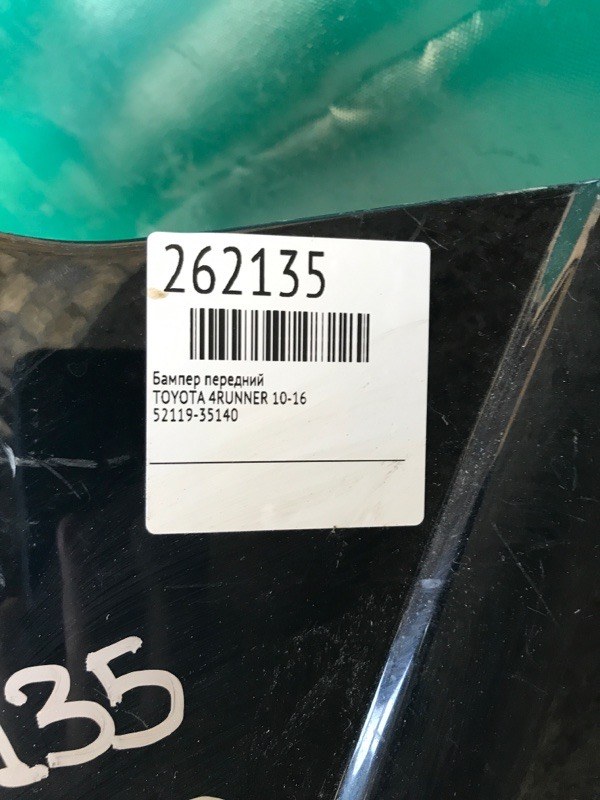 262135
Бампер передний
TOYOTA 4RUNNER 10-16
52119-35140
135